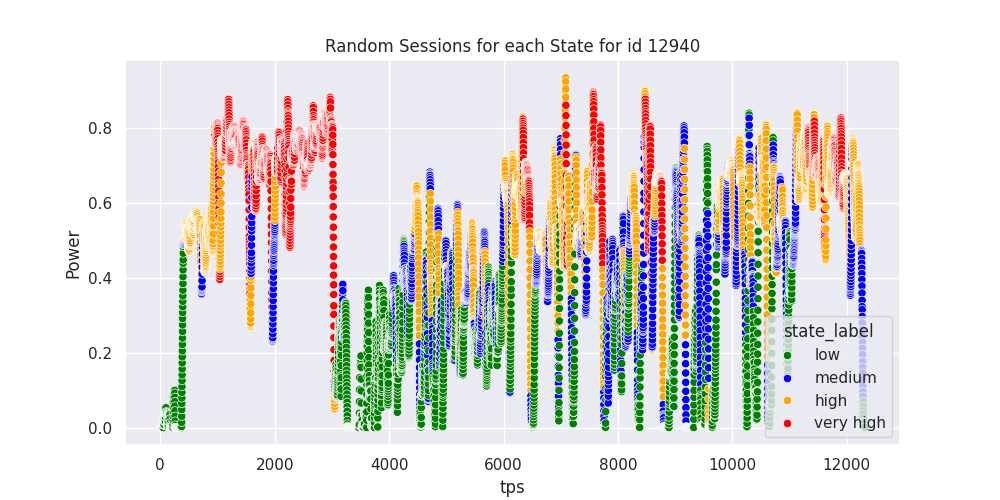 Random Sessions for each State for id 12940
Power
0.8
0.6
0.4
0.2
0.0
state_label
low
medium
high
very high
0 2000 4000 6000 8000 10000 12000
tps